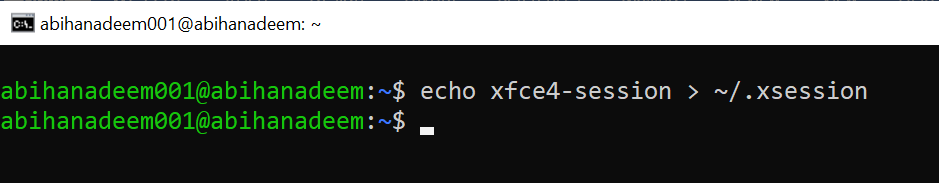 abihanadeem001@abihanadeem: ~
abihanadeem001@abihanadeem:~$ echo xfce4-session > ~/.xsession
abihanadeem001@abihanadeem:~$